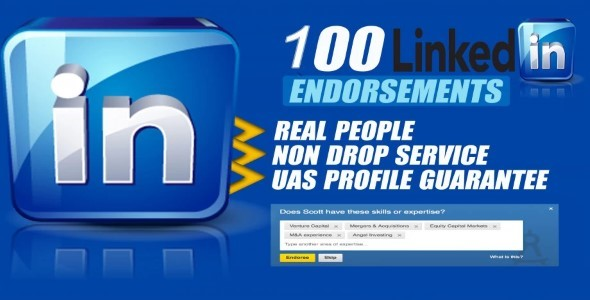 in
100 Linked in
ENDORSEMENTS
REAL PEOPLE
NON DROP SERVICE
UAS PROFILE GUARANTEE
Does Scott have these skills or expertise?
Venture Capital × Mergers & Acquisitions × Equity Capital Markets ×
M&A experience × Angel Investing ×
Type another area of expertise...
Endorse Skip What is this?